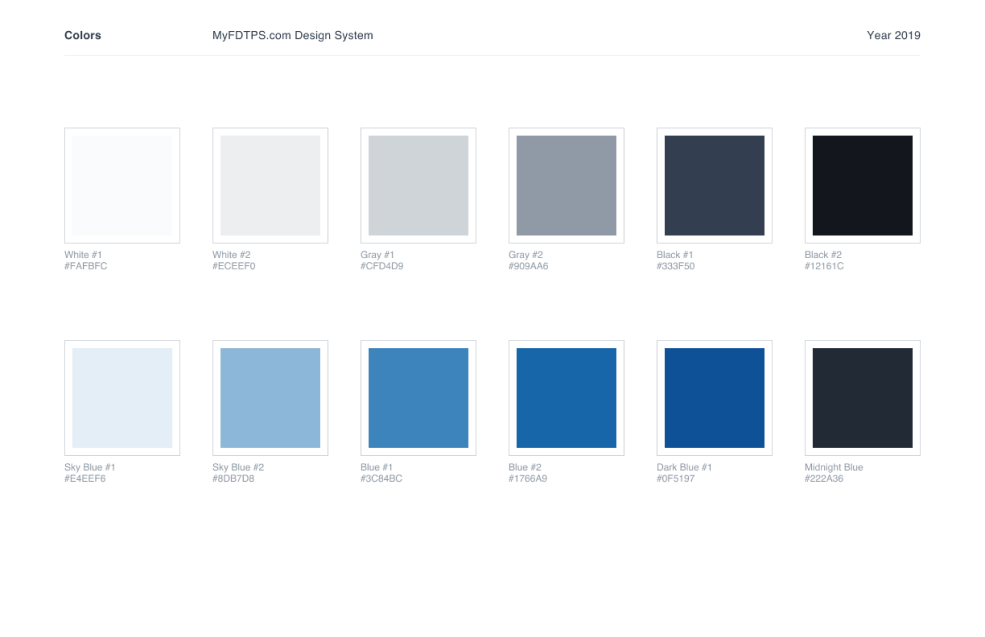 Colors
MyFDTPS.com Design System
Year 2019
White #1
#FAFBFC
White #2
#ECEEF0
Gray #1
#CFD4D9
Gray #2
#909AA6
Black #1
#333F50
Black #2
#12161C
Sky Blue #1
#E4EEF6
Sky Blue #2
#8DB7D8
Blue #1
#3C84BC
Blue #2
#1766A9
Dark Blue #1
#0F5197
Midnight Blue
#222A36